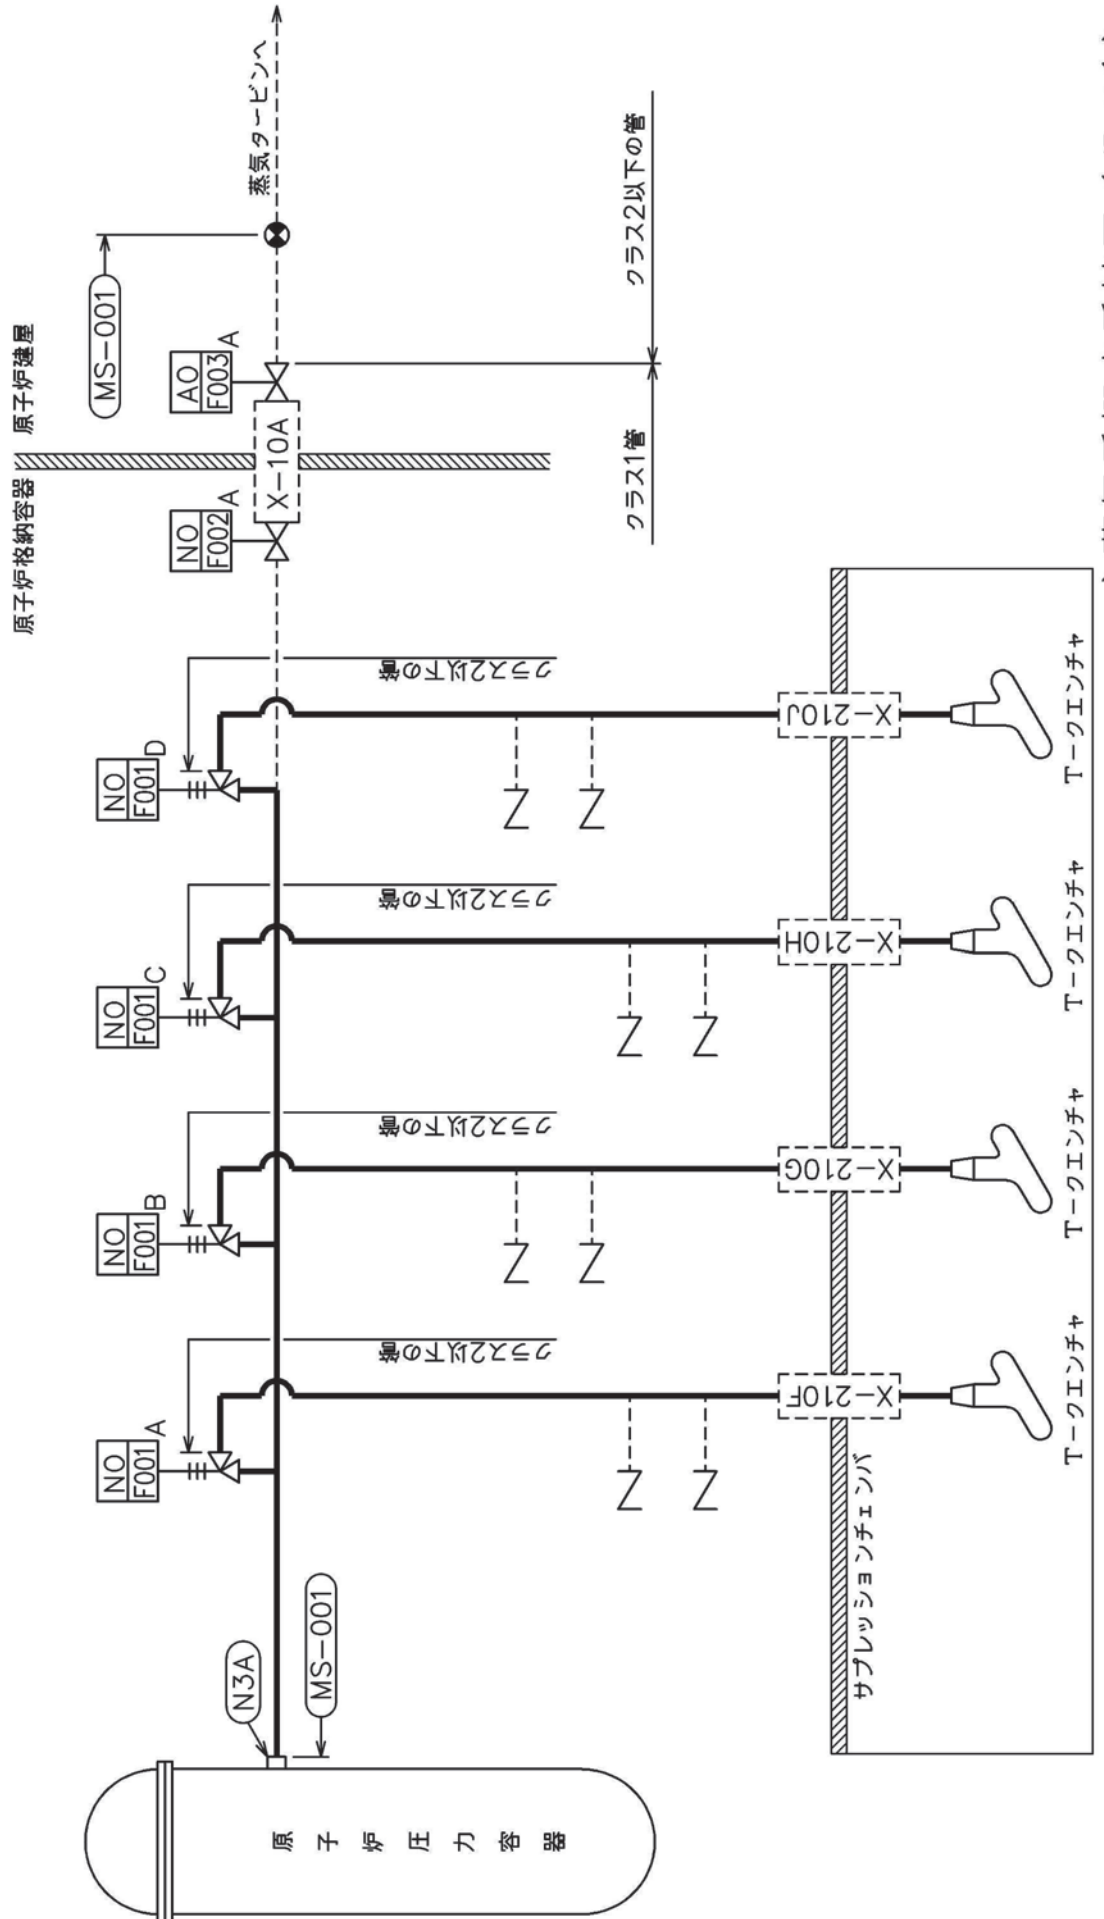 原子炉格納容器
原子炉建屋
MS-001
NO
F001
A
NO
F001
B
NO
F001
C
NO
F001
D
NO
F002
A
AO
F003
A
N3A
MS-001
X-10A
蒸気タービンへ
クラス2以下の管
クラス2以下の管
クラス2以下の管
クラス2以下の管
クラス1管
クラス2以下の管
原子炉圧力容器
X-210F
X-210G
X-210H
X-210J
サプレッションチェンバ
T-クエンチャ
T-クエンチャ
T-クエンチャ
T-クエンチャ